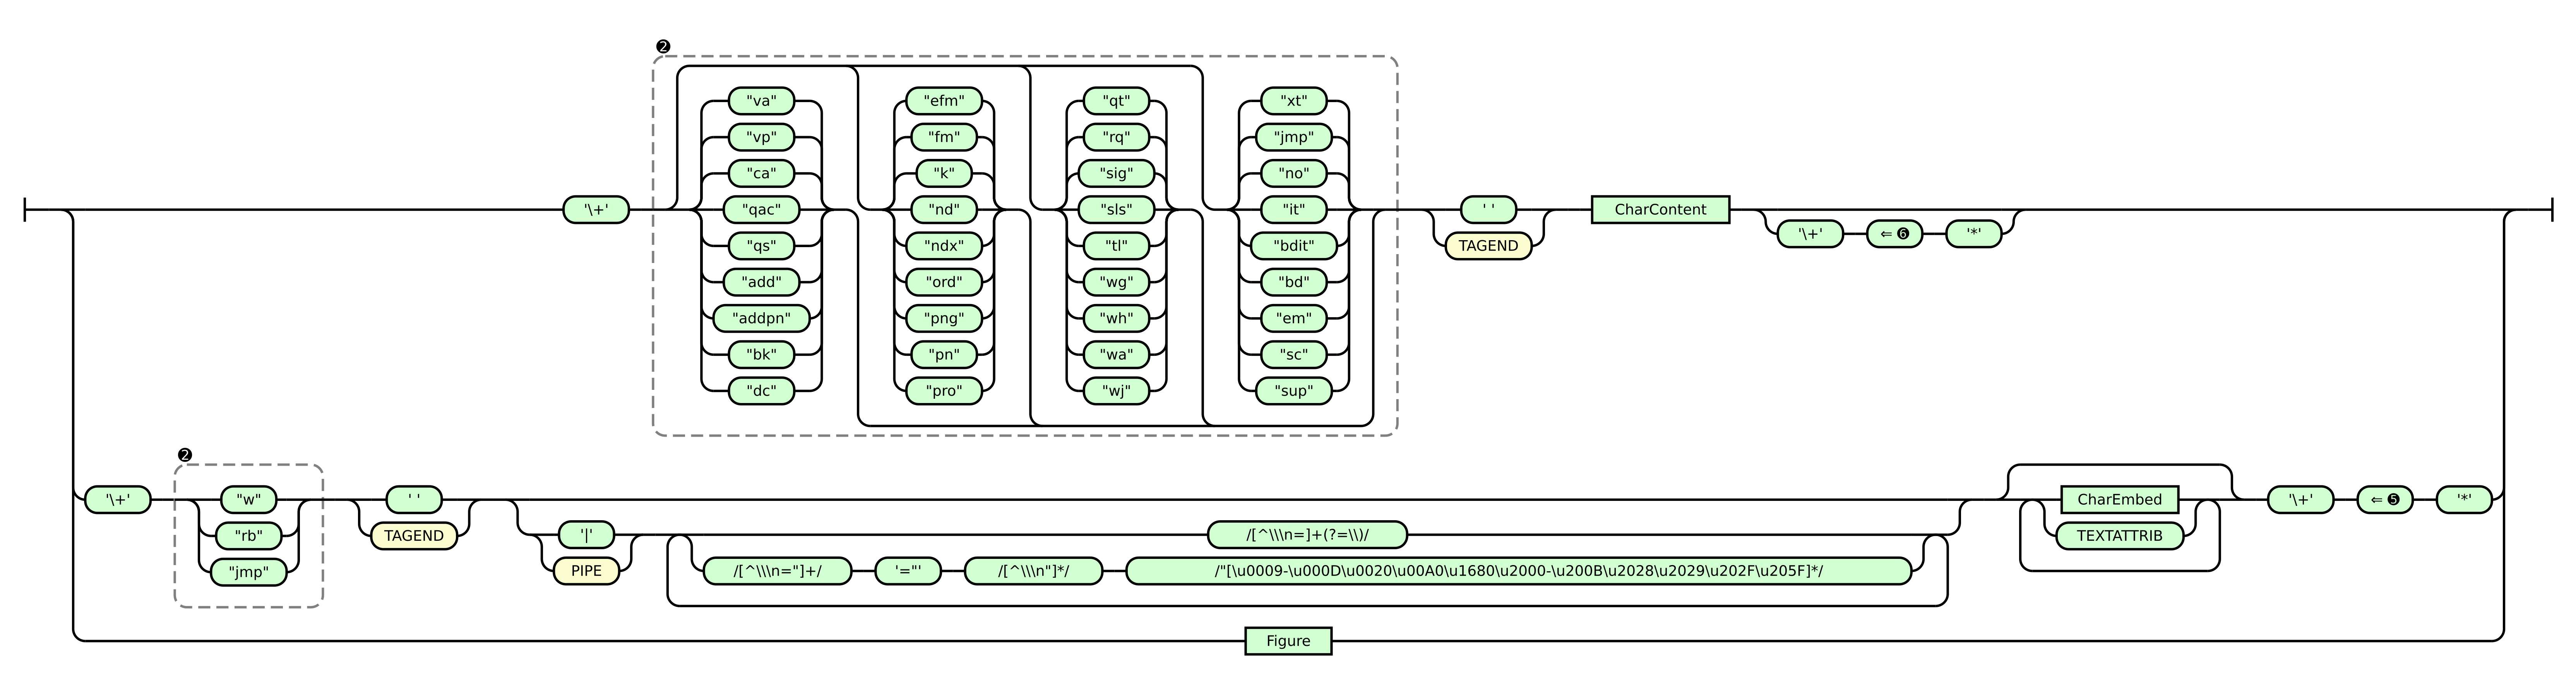 ❷
"va" "efm" "qt" "xt"
"vp" "fm" "rq" "jmp"
"ca" "k" "sig" "no"
'\+' "qac" "nd" "sls" "it" ' ' CharContent
"qs" "ndx" "tl" "bdit" TAGEND '\+' ⇐ ❻ '*'
"add" "ord" "wg" "bd"
"addpn" "png" "wh" "em"
"bk" "pn" "wa" "sc"
"dc" "pro" "wj" "sup"
❷
'\+' "w" ' ' CharEmbed '\+' ⇐ ❺ '*'
"rb" TAGEND '|' /[^\\\n=]+(?=\\)/ TEXTATTRIB
"jmp" PIPE /[^\\\n="]+/ '="' /[^\\\n"]*/ /"[\u0009-\u000D\u0020\u00A0\u1680\u2000-\u200B\u2028\u2029\u202F\u205F]*/
Figure